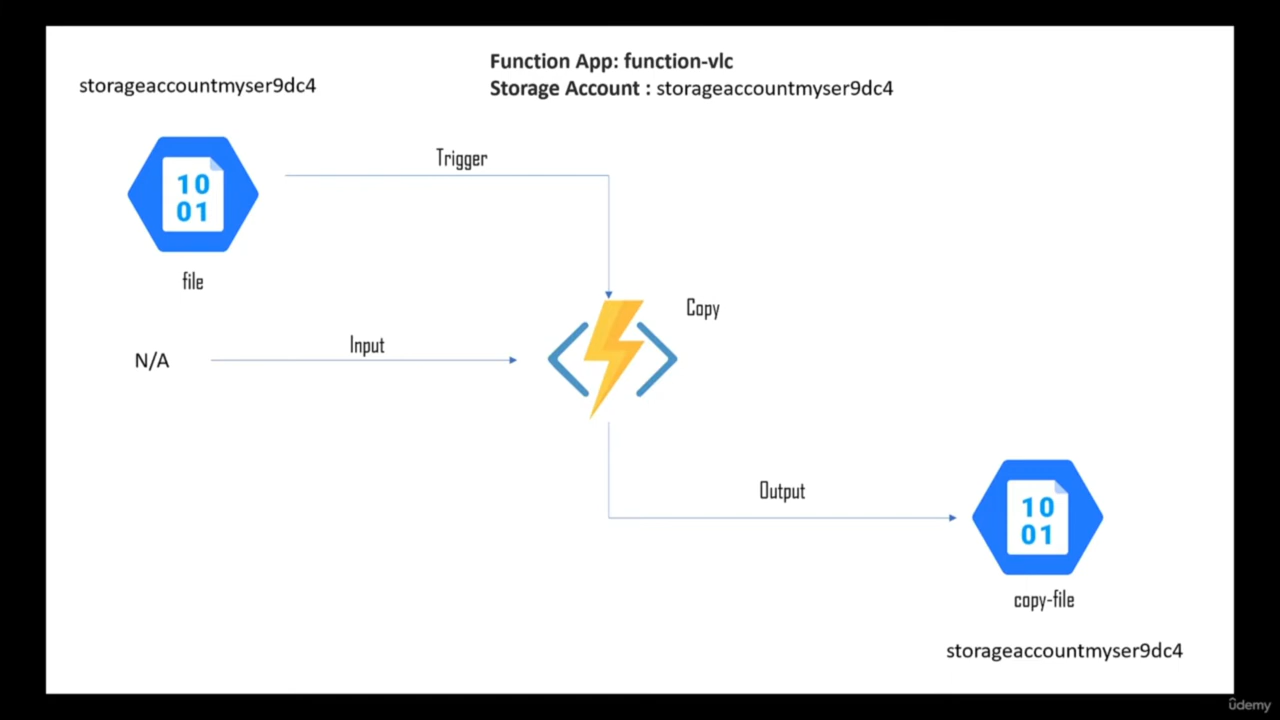 Function App: function-vlc
Storage Account : storageaccountmyser9dc4
storageaccountmyser9dc4
Trigger
10
01
file
Copy
Input
N/A
Output
10
01
copy-file
storageaccountmyser9dc4
ûdemy